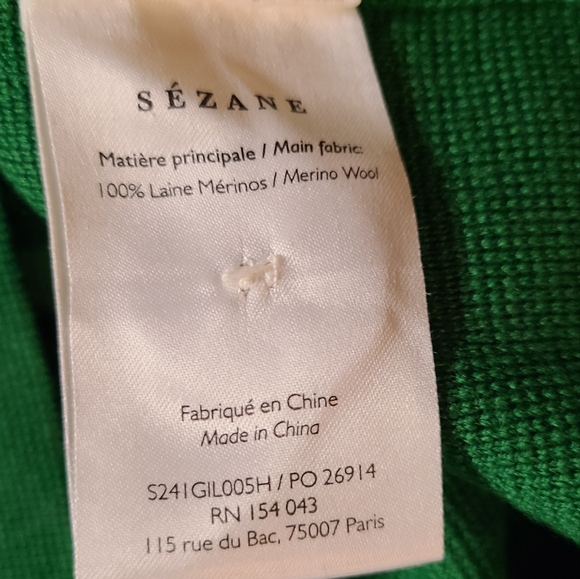 SÉZANE
Matière principale / Main fabric:
100% Laine Mérinos / Merino Wool
Fabriqué en Chine
Made in China
S241GIL005H / PO 26914
RN 154 043
115 rue du Bac, 75007 Paris